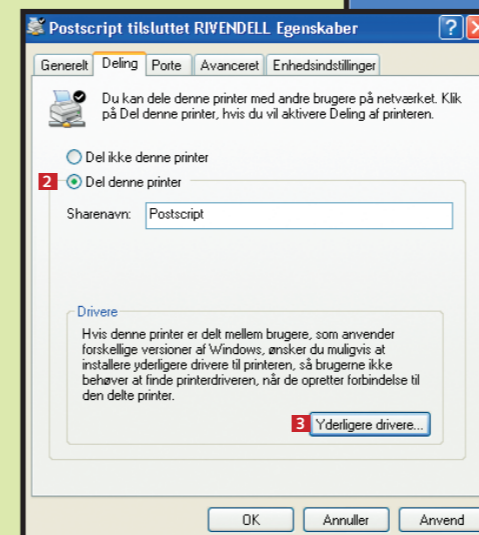 Postscript tilsluttet RIVENDELL Egenskaber
Generelt Deling Porte Avanceret Enhedsindstillinger
Du kan dele denne printer med andre brugere på netværket. Klik
på Del denne printer, hvis du vil aktivere Deling af printeren.
Del ikke denne printer
2 Del denne printer
Sharenavn: Postscript
Drivere
Hvis denne printer er delt mellem brugere, som anvender
forskellige versioner af Windows, ønsker du muligvis at
installere yderligere drivere til printeren, så brugerne ikke
behøver at finde printerdriveren, når de opretter forbindelse til
den delte printer.
3 Yderligere drivere...
OK Annuller Anvend